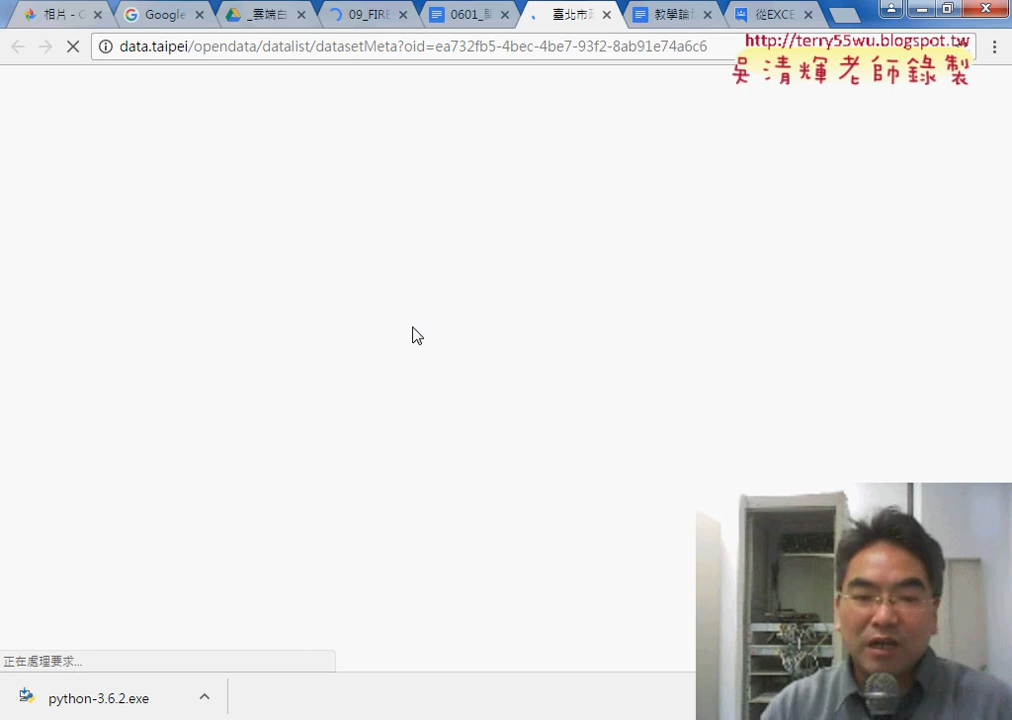 相片 - G
Google
_雲端白
09_FIRE
0601_
臺北市政
教學論
從EXCE
data.taipei/opendata/datalist/datasetMeta?oid=ea732fb5-4bec-4be7-93f2-8ab91e74a6c6
http://terry55wu.blogspot.tw
吳清輝老師錄製
正在處理要求...
python-3.6.2.exe